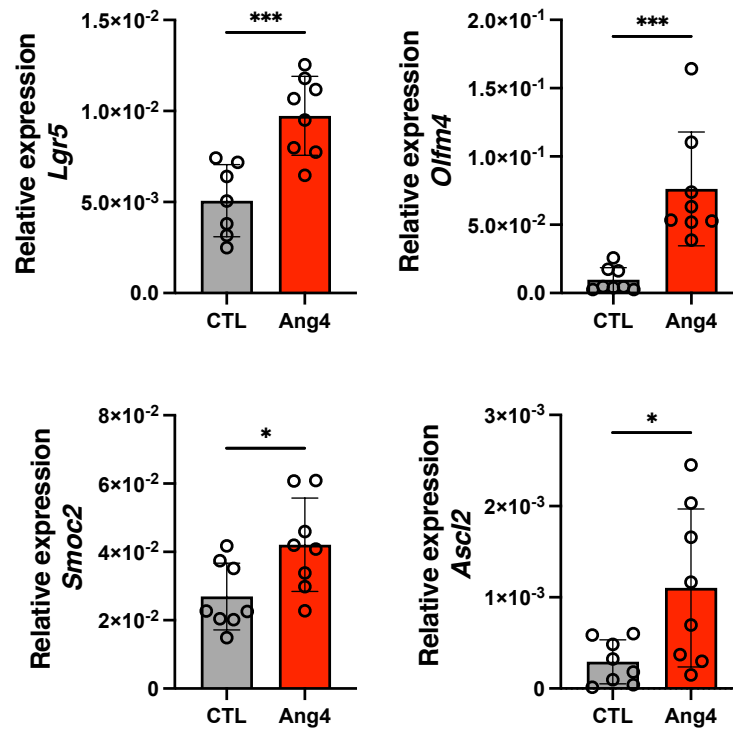 ***
1.5×10⁻²
1.0×10⁻²
5.0×10⁻³
0.0
Relative expression
Lgr5
CTL Ang4
***
2.0×10⁻¹
1.5×10⁻¹
1.0×10⁻¹
5.0×10⁻²
0.0
Relative expression
Olfm4
CTL Ang4
*
8×10⁻²
6×10⁻²
4×10⁻²
2×10⁻²
0
Relative expression
Smoc2
CTL Ang4
*
3×10⁻³
2×10⁻³
1×10⁻³
0
Relative expression
Ascl2
CTL Ang4